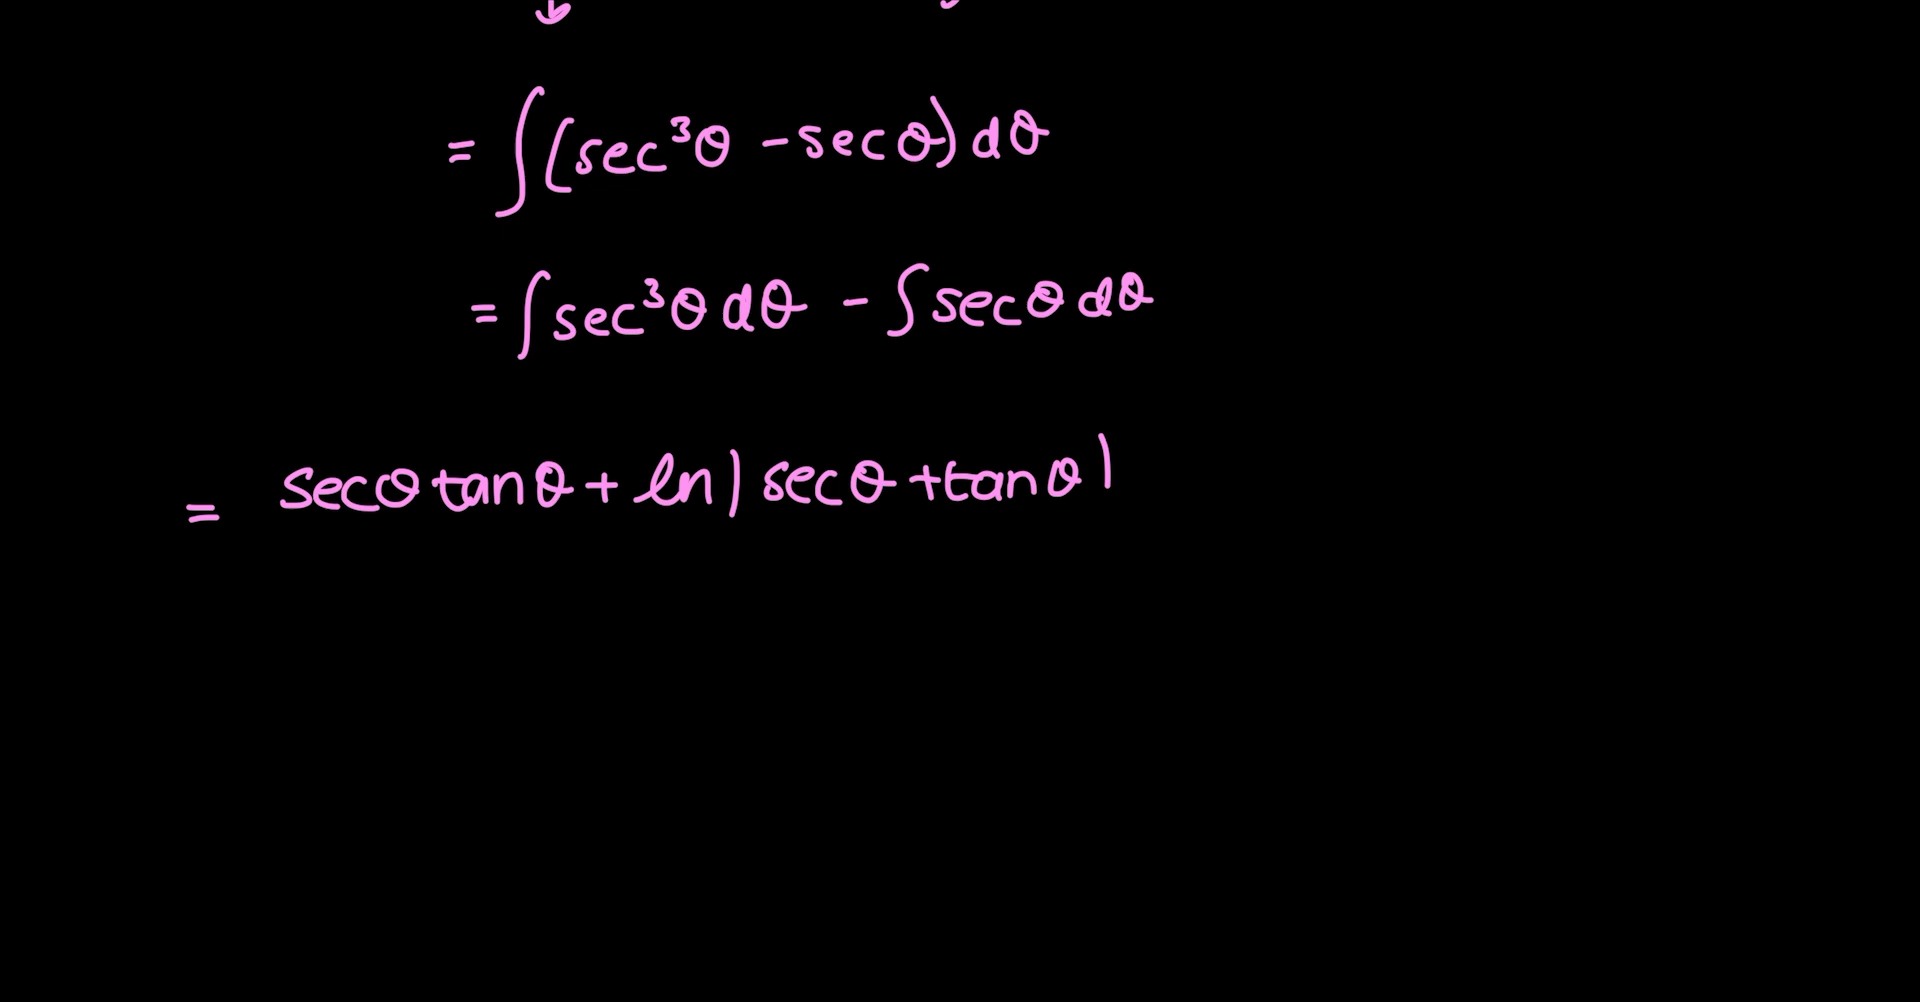 = ∫(sec³θ - secθ) dθ
= ∫sec³θ dθ - ∫secθ dθ
= secθ tanθ + ln|secθ + tanθ|